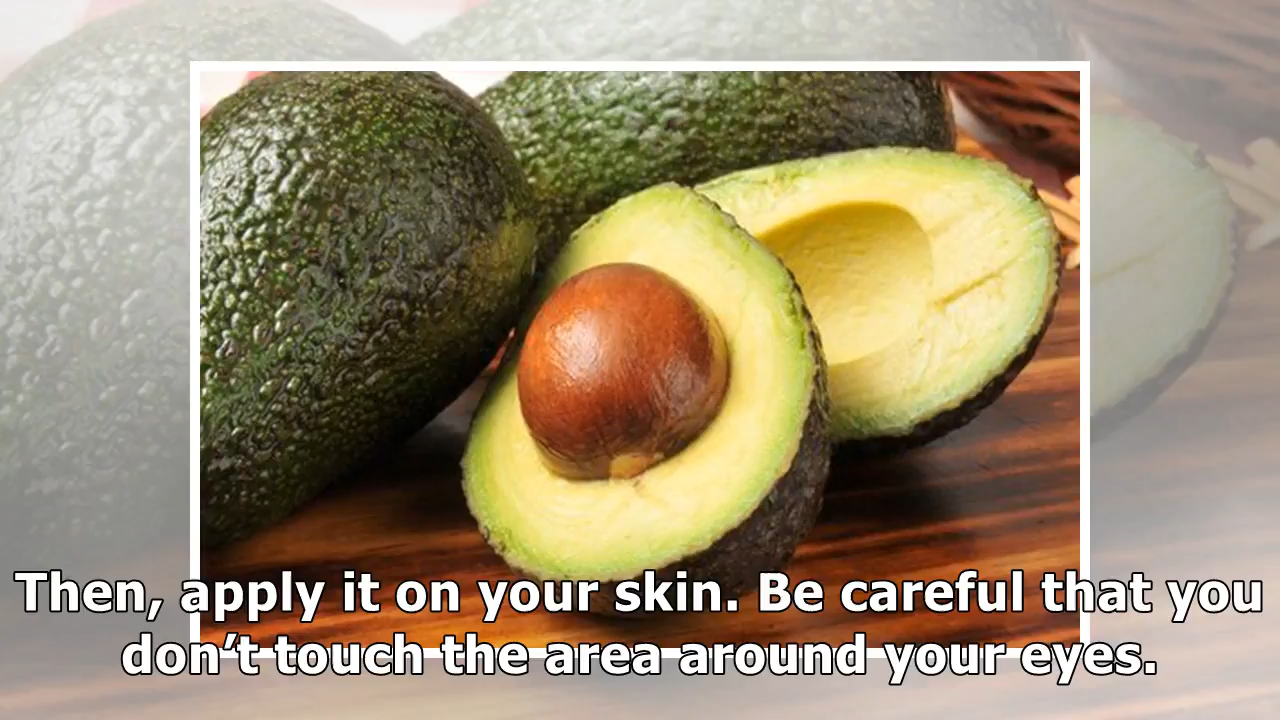 Then, apply it on your skin. Be careful that you
don’t touch the area around your eyes.